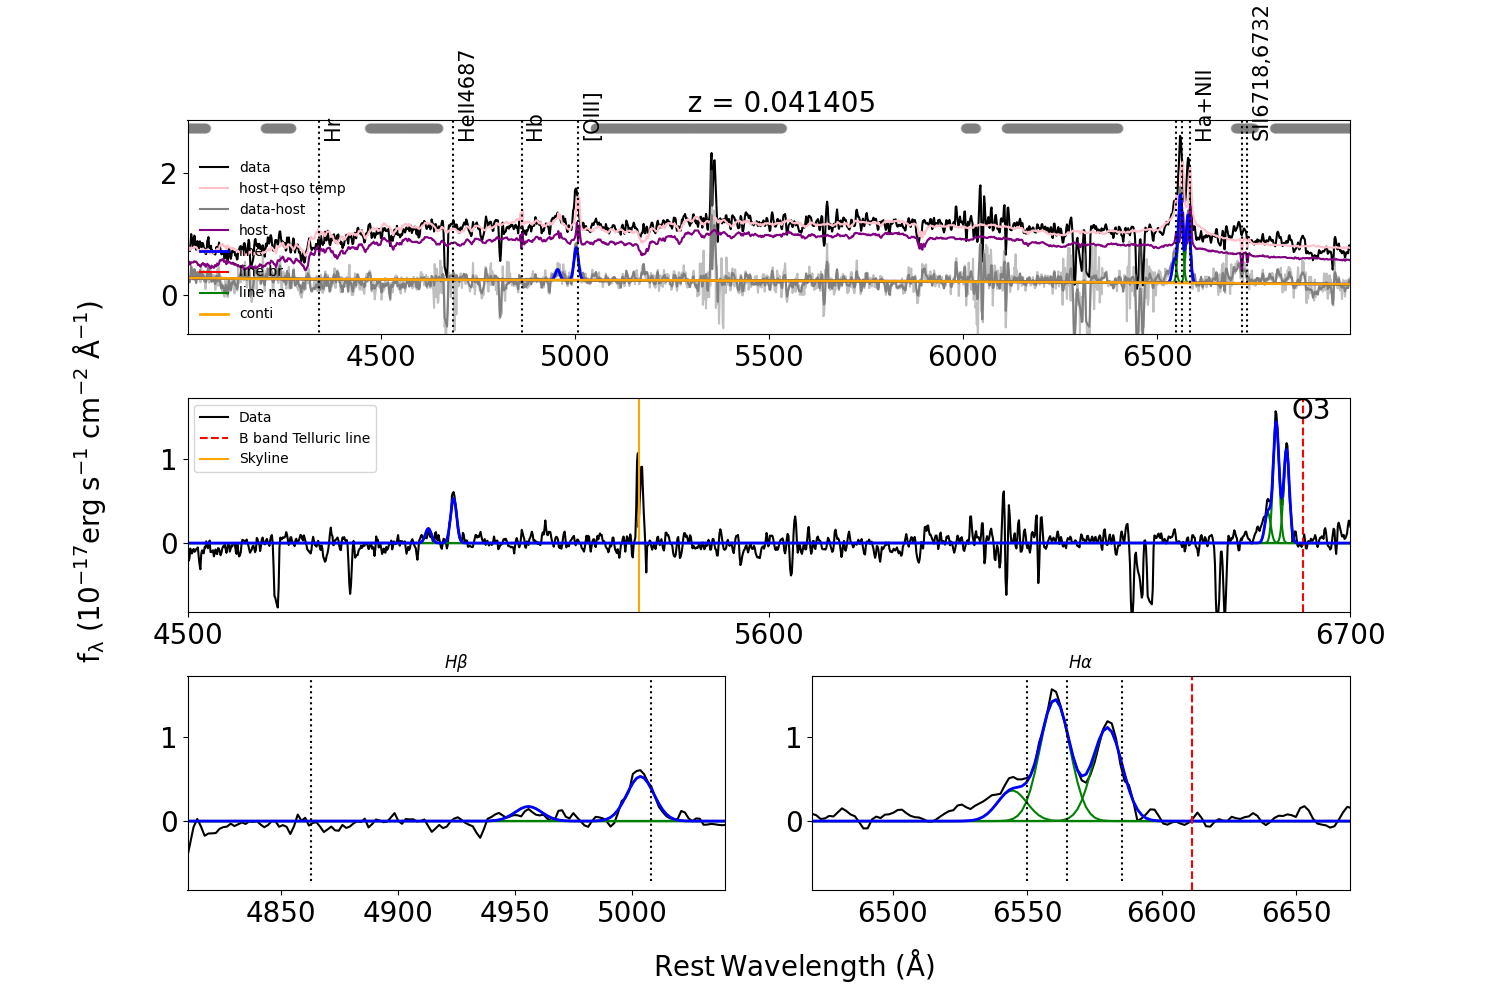 z = 0.041405
Hr
HeII4687
Hb
[OIII]
Ha+NII
SII6718,6732
data
host+qso temp
data-host
host
line
line br
line na
conti
2
0
4500
5000
5500
6000
6500
Data
B band Telluric line
Skyline
O3
1
0
4500
5600
6700
fλ (10−17erg s−1 cm−2 Å−1)
Hβ
1
0
4850
4900
4950
5000
Hα
1
0
6500
6550
6600
6650
Rest Wavelength (Å)